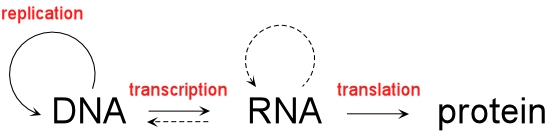 replication
transcription translation
DNA RNA protein